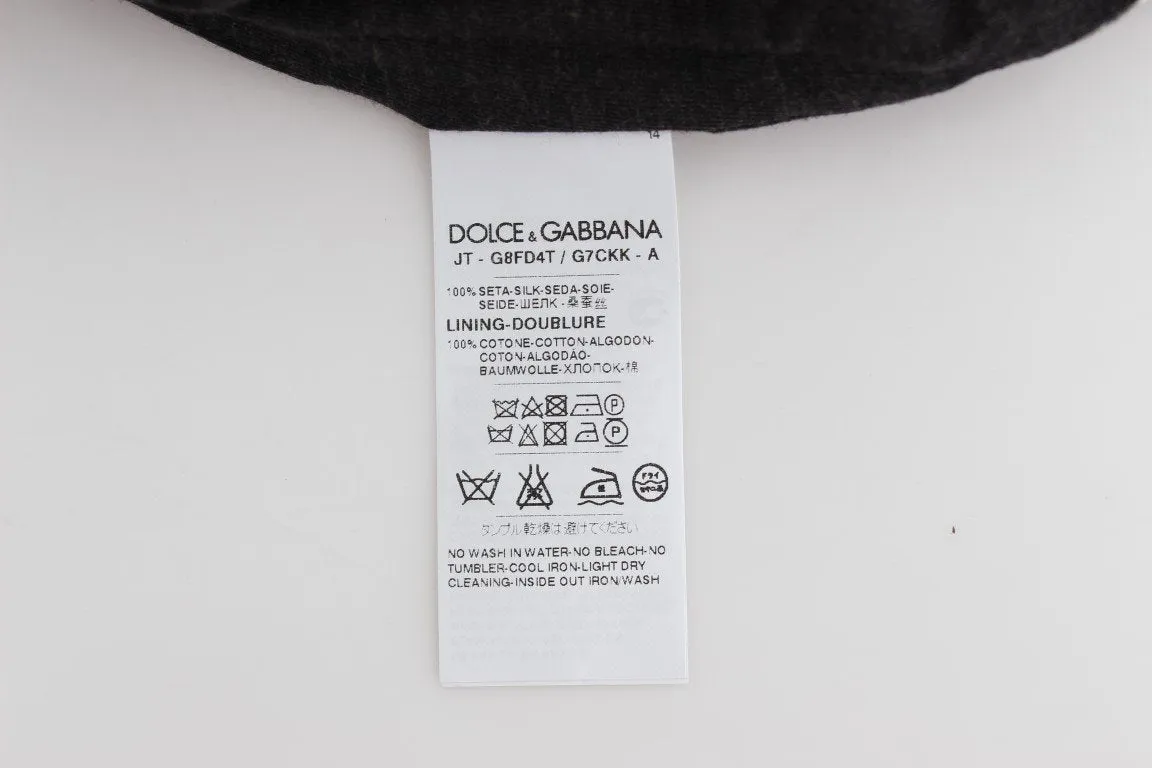 14
DOLCE & GABBANA
JT - G8FD4T / G7CKK - A
100% SETA-SILK-SEDA-SOIE-
SEIDE-ШЕЛК - 桑蚕丝
LINING-DOUBLURE
100% COTONE-COTTON-ALGODON-
COTON-ALGODÃO-
BAUMWOLLE-ХЛОПОК-棉
P
P
ドライ
タンブル乾燥は避けてください
NO WASH IN WATER-NO BLEACH-NO
TUMBLER-COOL IRON-LIGHT DRY
CLEANING-INSIDE OUT IRON/WASH